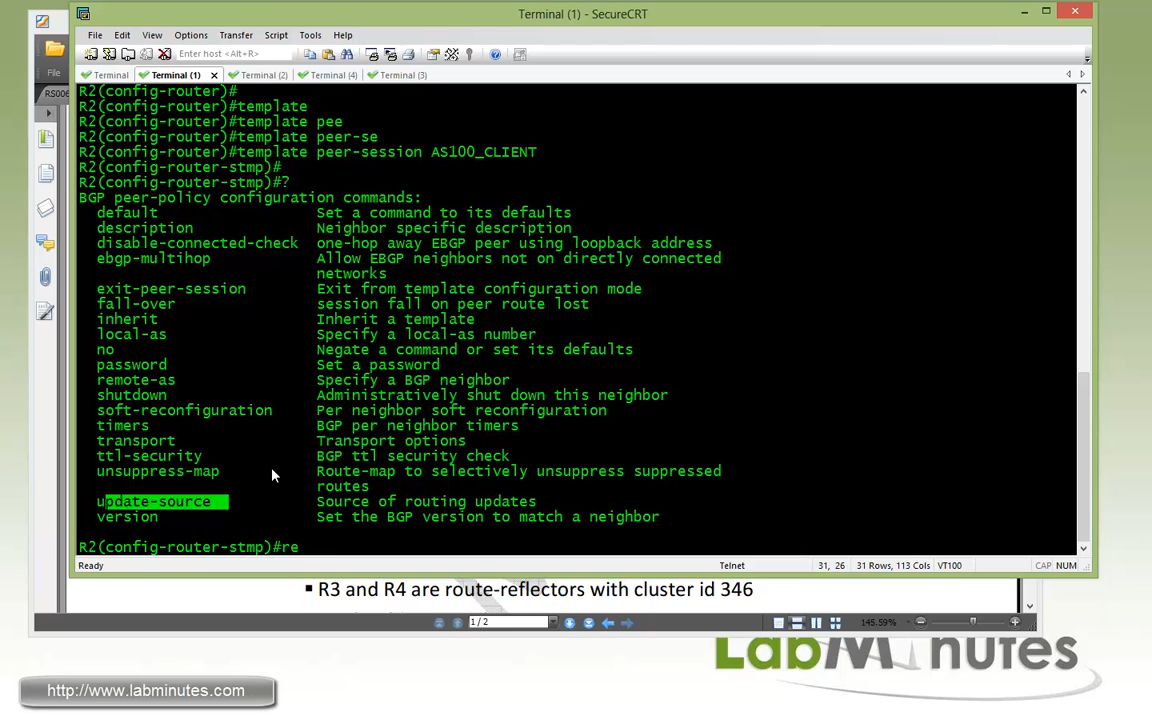 Terminal (1) - SecureCRT
File Edit View Options Transfer Script Tools Help
Enter host <Alt+R>
File
Terminal Terminal (1) Terminal (2) Terminal (4) Terminal (3)
RS006
R2(config-router)#
R2(config-router)#template
R2(config-router)#template pee
R2(config-router)#template peer-se
R2(config-router)#template peer-session AS100_CLIENT
R2(config-router-stmp)#
R2(config-router-stmp)#?
BGP peer-policy configuration commands:
default Set a command to its defaults
description Neighbor specific description
disable-connected-check one-hop away EBGP peer using loopback address
ebgp-multihop Allow EBGP neighbors not on directly connected
networks
exit-peer-session Exit from template configuration mode
fall-over session fall on peer route lost
inherit Inherit a template
local-as Specify a local-as number
no Negate a command or set its defaults
password Set a password
remote-as Specify a BGP neighbor
shutdown Administratively shut down this neighbor
soft-reconfiguration Per neighbor soft reconfiguration
timers BGP per neighbor timers
transport Transport options
ttl-security BGP ttl security check
unsuppress-map Route-map to selectively unsuppress suppressed
routes
update-source Source of routing updates
version Set the BGP version to match a neighbor
R2(config-router-stmp)#re
Ready Telnet 31, 26 31 Rows, 113 Cols VT100 CAP NUM
▪ R3 and R4 are route-reflectors with cluster id 346
1 / 2 145.59%
LabMinutes
http://www.labminutes.com